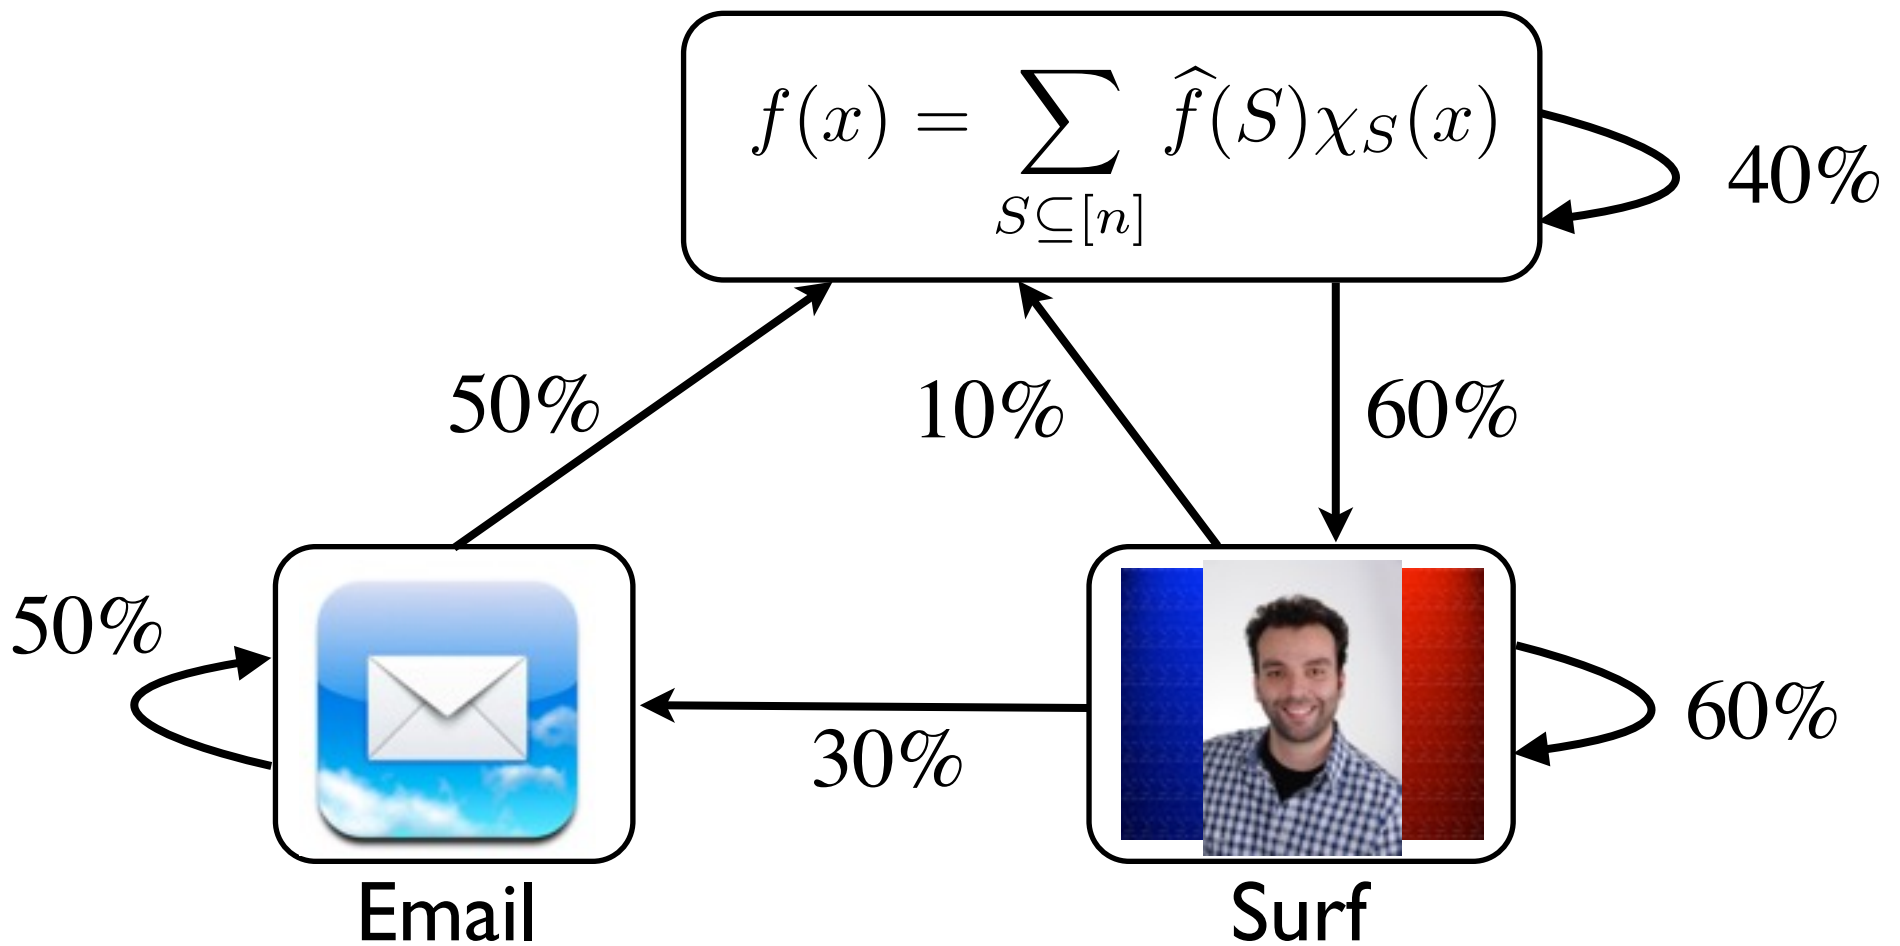 f(x) = ∑ f̂(S)χ_S(x)
S⊆[n]
40%
50%
10%
60%
50%
30%
60%
Email
Surf